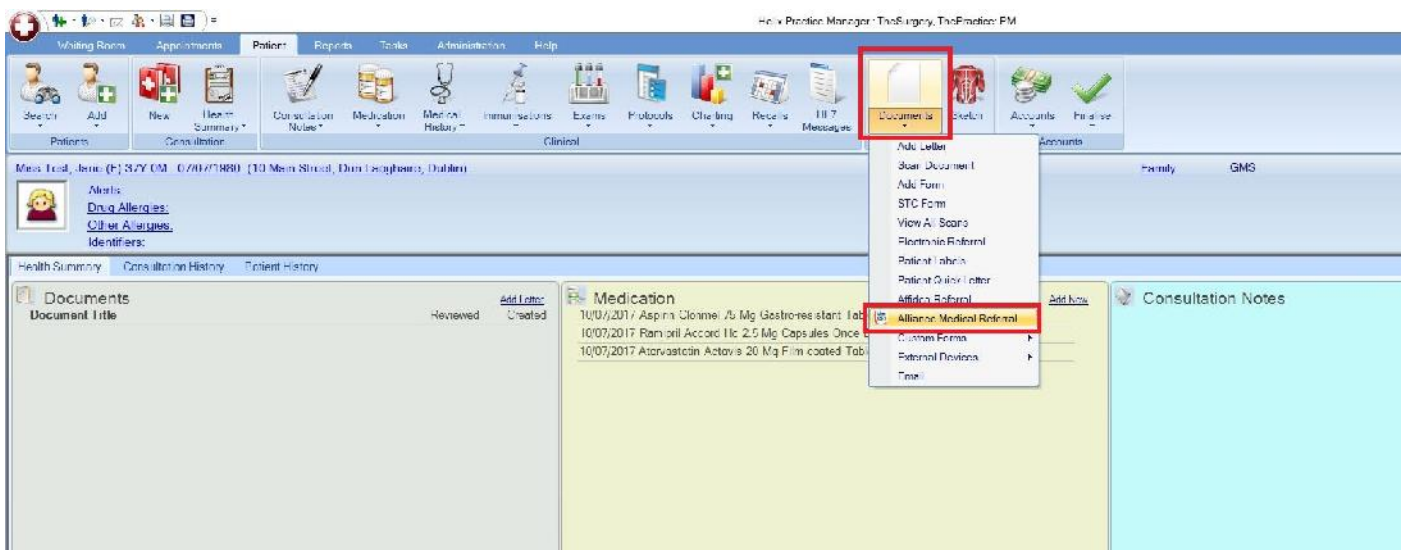 Helix Practice Manager : TheSurgery, ThePractice: PM
Waiting Room Appointments Patient Reports Tasks Administration Help
Search Add New Health Summary Consultation Notes Medication Medical History Immunisations Exams Protocols Charting Recalls HL7 Messages Documents Sketch Accounts Finalise
Patients Consultation Clinical Accounts
Miss Test, Jane (F) 37Y 0M 07/07/1980 (10 Main Street, Dun Laoghaire, Dublin) Family GMS
Alerts:
Drug Allergies:
Other Allergies:
Identifiers:
Health Summary Consultation History Patient History
Documents Add Letter
Document Title Reviewed Created
Medication Add New
10/07/2017 Aspirin Clonmel 75 Mg Gastro-resistant Tab
10/07/2017 Ramipril Accord Hc 2.5 Mg Capsules Once
10/07/2017 Atorvastatin Actavis 20 Mg Film-coated Tabl
Consultation Notes
Add Letter
Scan Document
Add Form
STC Form
View All Scans
Electronic Referral
Patient Labels
Patient Quick Letter
Affidea Referral
Alliance Medical Referral
Custom Forms
External Devices
Email